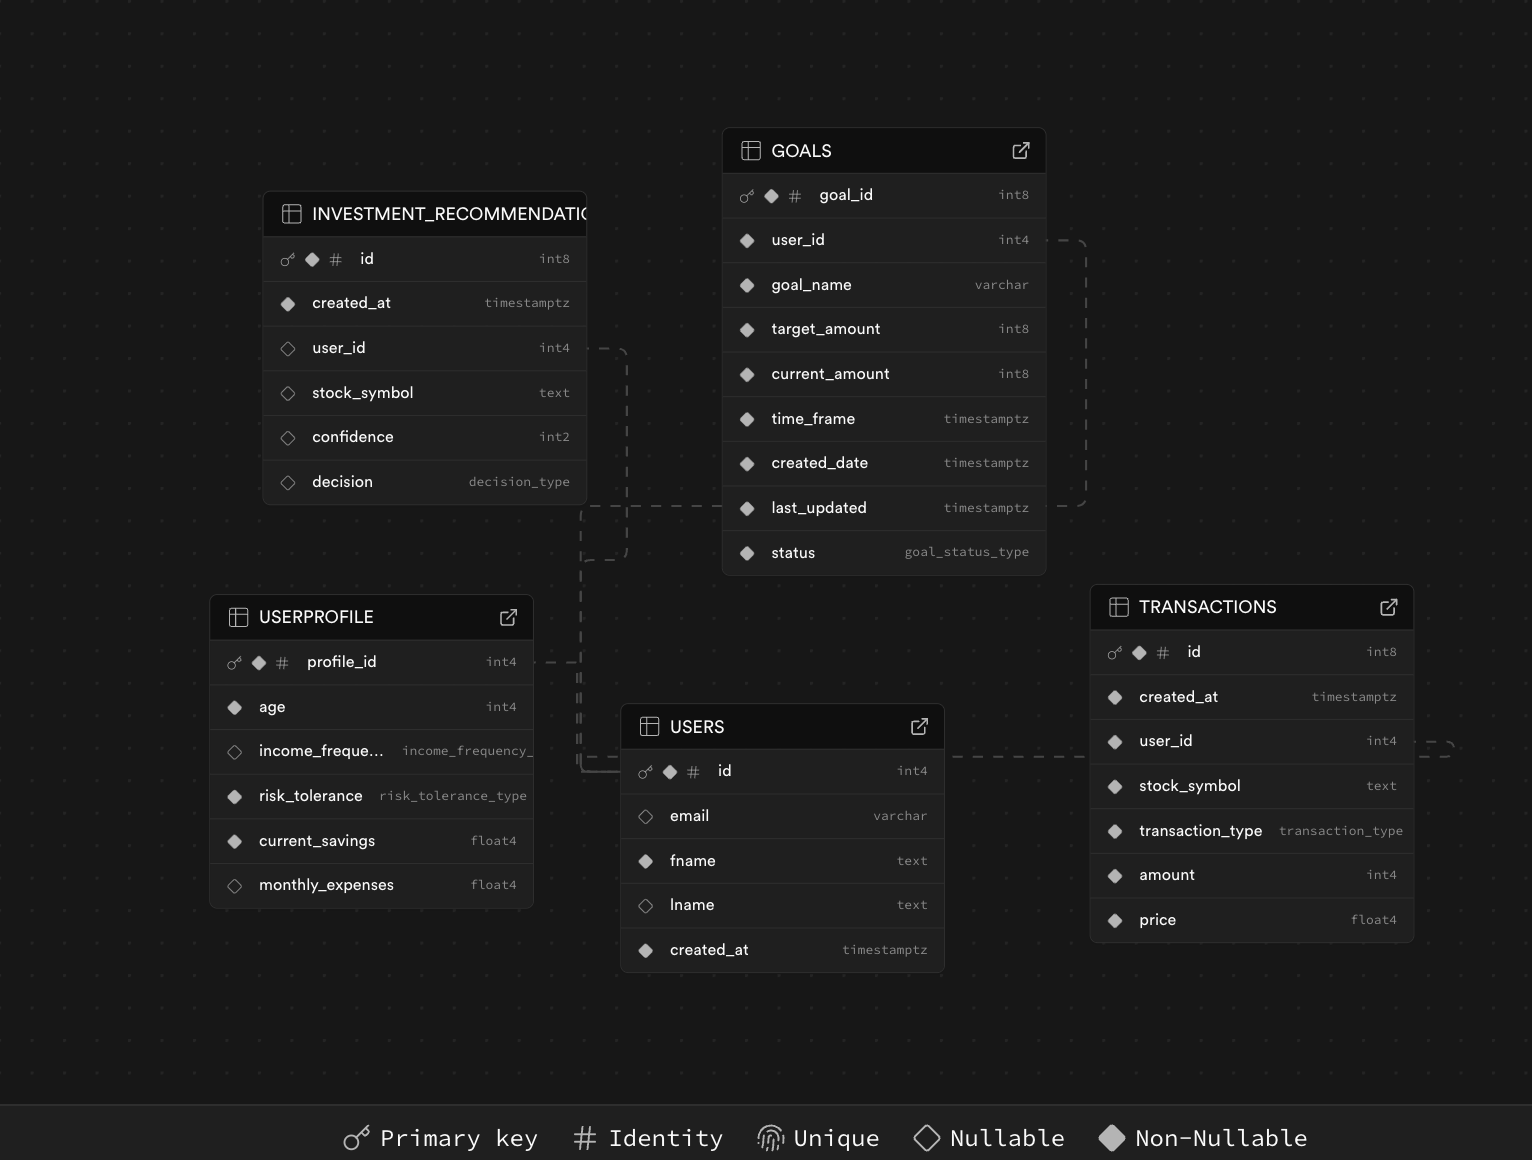 INVESTMENT_RECOMMENDATIO
id int8
created_at timestamptz
user_id int4
stock_symbol text
confidence int2
decision decision_type
GOALS
goal_id int8
user_id int4
goal_name varchar
target_amount int8
current_amount int8
time_frame timestamptz
created_date timestamptz
last_updated timestamptz
status goal_status_type
USERPROFILE
profile_id int4
age int4
income_freque... income_frequency_
risk_tolerance risk_tolerance_type
current_savings float4
monthly_expenses float4
USERS
id int4
email varchar
fname text
lname text
created_at timestamptz
TRANSACTIONS
id int8
created_at timestamptz
user_id int4
stock_symbol text
transaction_type transaction_type
amount int4
price float4
Primary key # Identity Unique Nullable Non-Nullable